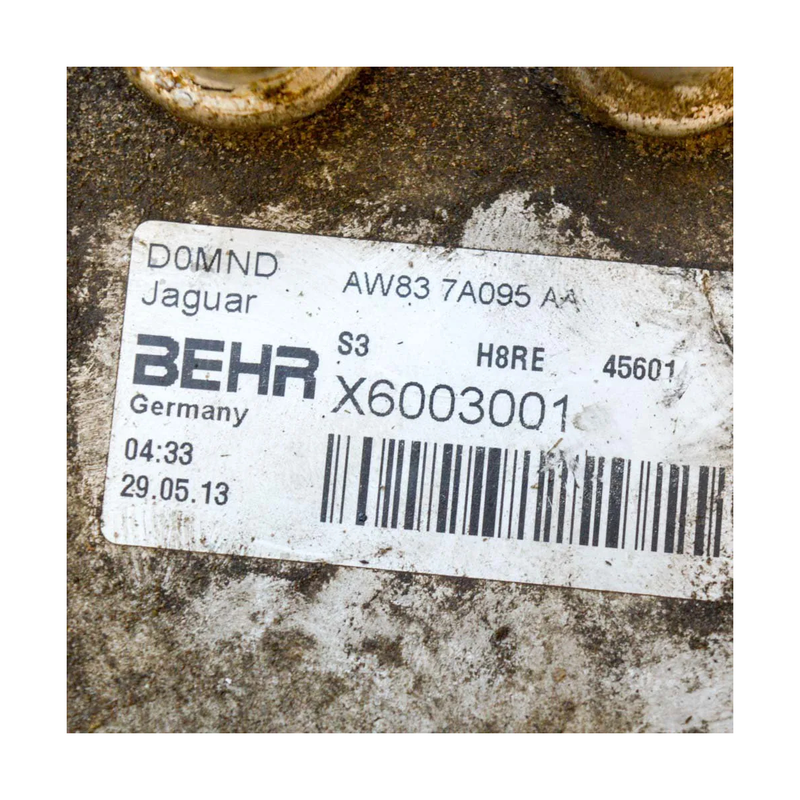 D0MND
Jaguar
AW83 7A095 AA
BEHR
Germany
S3 H8RE 45601
X6003001
04:33
29.05.13